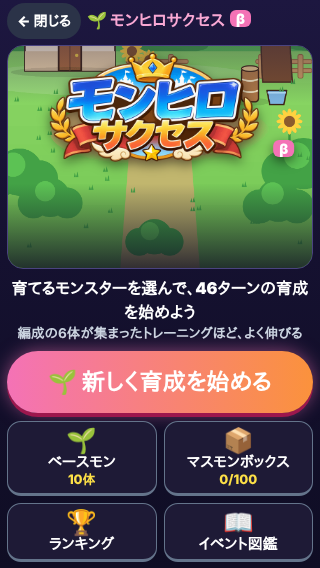 ← 閉じる
🌱 モンヒロサクセス β
モンヒロ
サクセス
β
育てるモンスターを選んで、46ターンの育成
を始めよう
編成の6体が集まったトレーニングほど、よく伸びる
🌱 新しく育成を始める
ベースモン
10体
マスモンボックス
0/100
ランキング
イベント図鑑